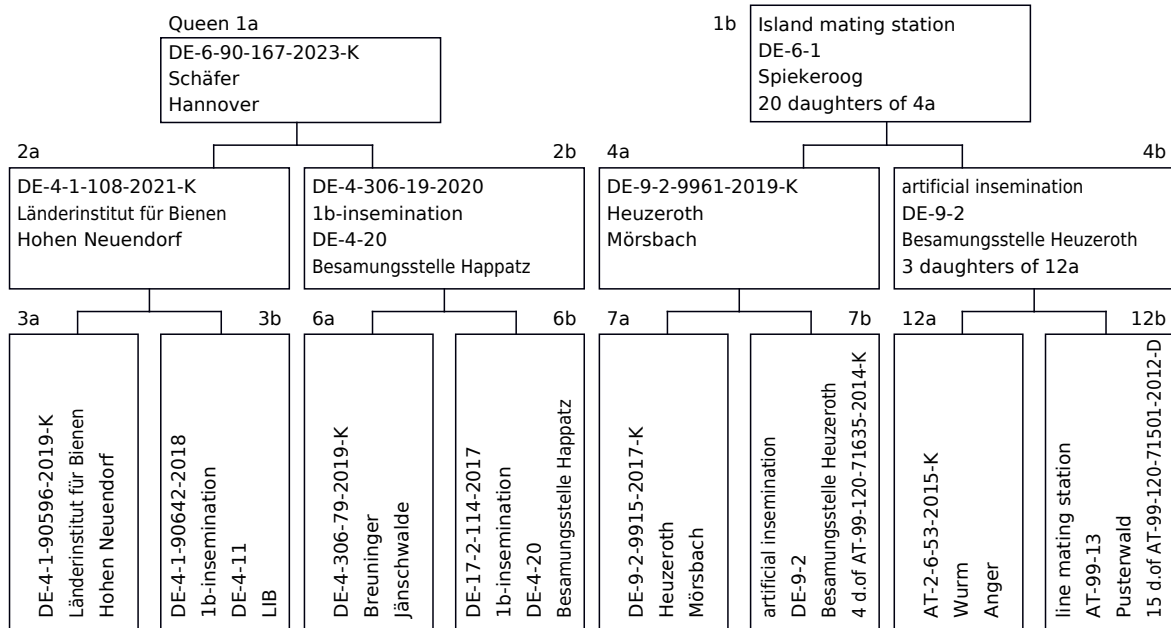 Queen 1a
DE-6-90-167-2023-K
Schäfer
Hannover
1b
Island mating station
DE-6-1
Spiekeroog
20 daughters of 4a
2a
DE-4-1-108-2021-K
Länderinstitut für Bienen
Hohen Neuendorf
2b
DE-4-306-19-2020
1b-insemination
DE-4-20
Besamungsstelle Happatz
4a
DE-9-2-9961-2019-K
Heuzeroth
Mörsbach
4b
artificial insemination
DE-9-2
Besamungsstelle Heuzeroth
3 daughters of 12a
3a
DE-4-1-90596-2019-K
Länderinstitut für Bienen
Hohen Neuendorf
3b
DE-4-1-90642-2018
1b-insemination
DE-4-11
LIB
6a
DE-4-306-79-2019-K
Breuninger
Jänschwalde
6b
DE-17-2-114-2017
1b-insemination
DE-4-20
Besamungsstelle Happatz
7a
DE-9-2-9915-2017-K
Heuzeroth
Mörsbach
7b
artificial insemination
DE-9-2
Besamungsstelle Heuzeroth
4 d.of AT-99-120-71635-2014-K
12a
AT-2-6-53-2015-K
Wurm
Anger
12b
line mating station
AT-99-13
Pusterwald
15 d.of AT-99-120-71501-2012-D